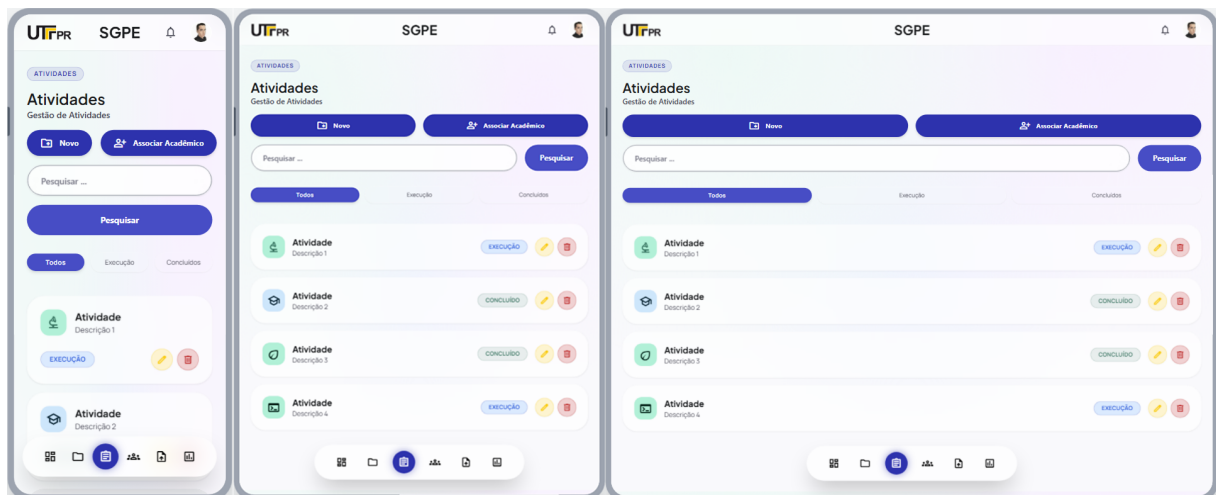 UTFPR SGPE
ATIVIDADES
Atividades
Gestão de Atividades
Novo Associar Acadêmico
Pesquisar ...
Pesquisar
Todos Execução Concluídos
Atividade
Descrição 1
EXECUÇÃO
Atividade
Descrição 2
UTFPR SGPE
ATIVIDADES
Atividades
Gestão de Atividades
Novo Associar Acadêmico
Pesquisar ... Pesquisar
Todos Execução Concluídos
Atividade
Descrição 1
EXECUÇÃO
Atividade
Descrição 2
CONCLUÍDO
Atividade
Descrição 3
CONCLUÍDO
Atividade
Descrição 4
EXECUÇÃO
UTFPR SGPE
ATIVIDADES
Atividades
Gestão de Atividades
Novo Associar Acadêmico
Pesquisar ... Pesquisar
Todos Execução Concluídos
Atividade
Descrição 1
EXECUÇÃO
Atividade
Descrição 2
CONCLUÍDO
Atividade
Descrição 3
CONCLUÍDO
Atividade
Descrição 4
EXECUÇÃO